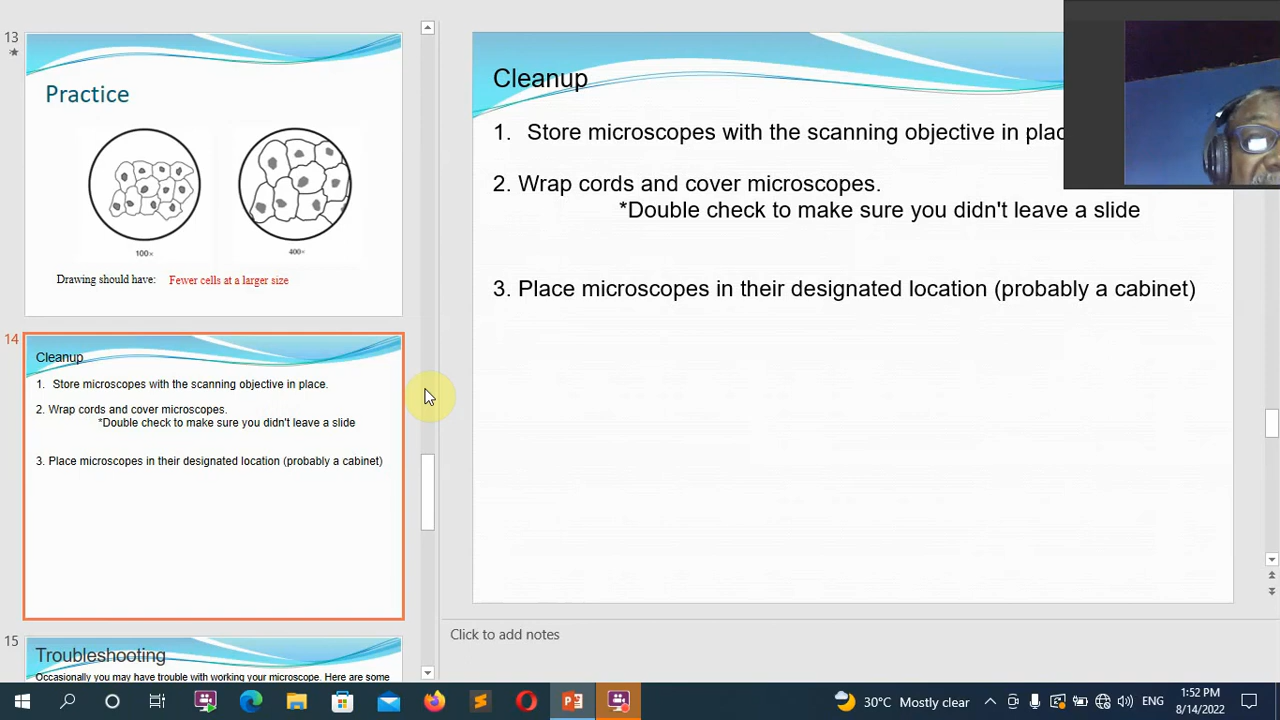 13
Practice
100×
400×
Drawing should have: Fewer cells at a larger size
14
Cleanup
1. Store microscopes with the scanning objective in place.
2. Wrap cords and cover microscopes.
*Double check to make sure you didn't leave a slide
3. Place microscopes in their designated location (probably a cabinet)
15
Troubleshooting
Occasionally you may have trouble with working your microscope. Here are some
Cleanup
1. Store microscopes with the scanning objective in
2. Wrap cords and cover microscopes.
*Double check to make sure you didn't leave a slide
3. Place microscopes in their designated location (probably a cabinet)
Click to add notes
30°C Mostly clear
ENG
1:52 PM
8/14/2022